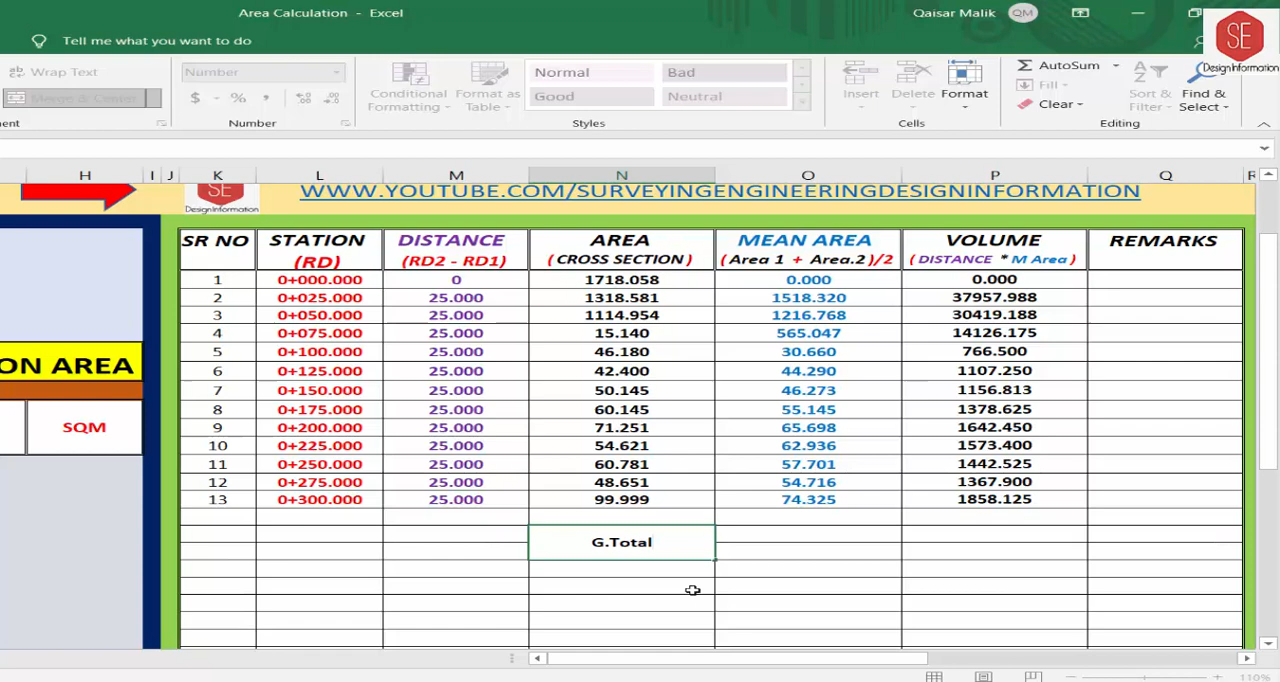 Area Calculation - Excel
Qaisar Malik QM
SE
DesignInformation
Tell me what you want to do
Wrap Text
Number
AutoSum
Merge & Center
$ % ,
Conditional Formatting
Format as Table
Normal
Bad
Good
Neutral
Insert
Delete
Format
Fill
Clear
Sort & Filter
Find & Select
ment
Number
Styles
Cells
Editing
H I J K L M N O P Q R
SE
DesignInformation
WWW.YOUTUBE.COM/SURVEYINGENGINEERINGDESIGNINFORMATION
SR NO STATION DISTANCE AREA MEAN AREA VOLUME REMARKS
(RD) (RD2 - RD1) (CROSS SECTION) (Area 1 + Area.2)/2 (DISTANCE *M Area)
1 0+000.000 0 1718.058 0.000 0.000
2 0+025.000 25.000 1318.581 1518.320 37957.988
3 0+050.000 25.000 1114.954 1216.768 30419.188
4 0+075.000 25.000 15.140 565.047 14126.175
5 0+100.000 25.000 46.180 30.660 766.500
6 0+125.000 25.000 42.400 44.290 1107.250
7 0+150.000 25.000 50.145 46.273 1156.813
8 0+175.000 25.000 60.145 55.145 1378.625
9 0+200.000 25.000 71.251 65.698 1642.450
10 0+225.000 25.000 54.621 62.936 1573.400
11 0+250.000 25.000 60.781 57.701 1442.525
12 0+275.000 25.000 48.651 54.716 1367.900
13 0+300.000 25.000 99.999 74.325 1858.125
G.Total
ON AREA
SQM
110%